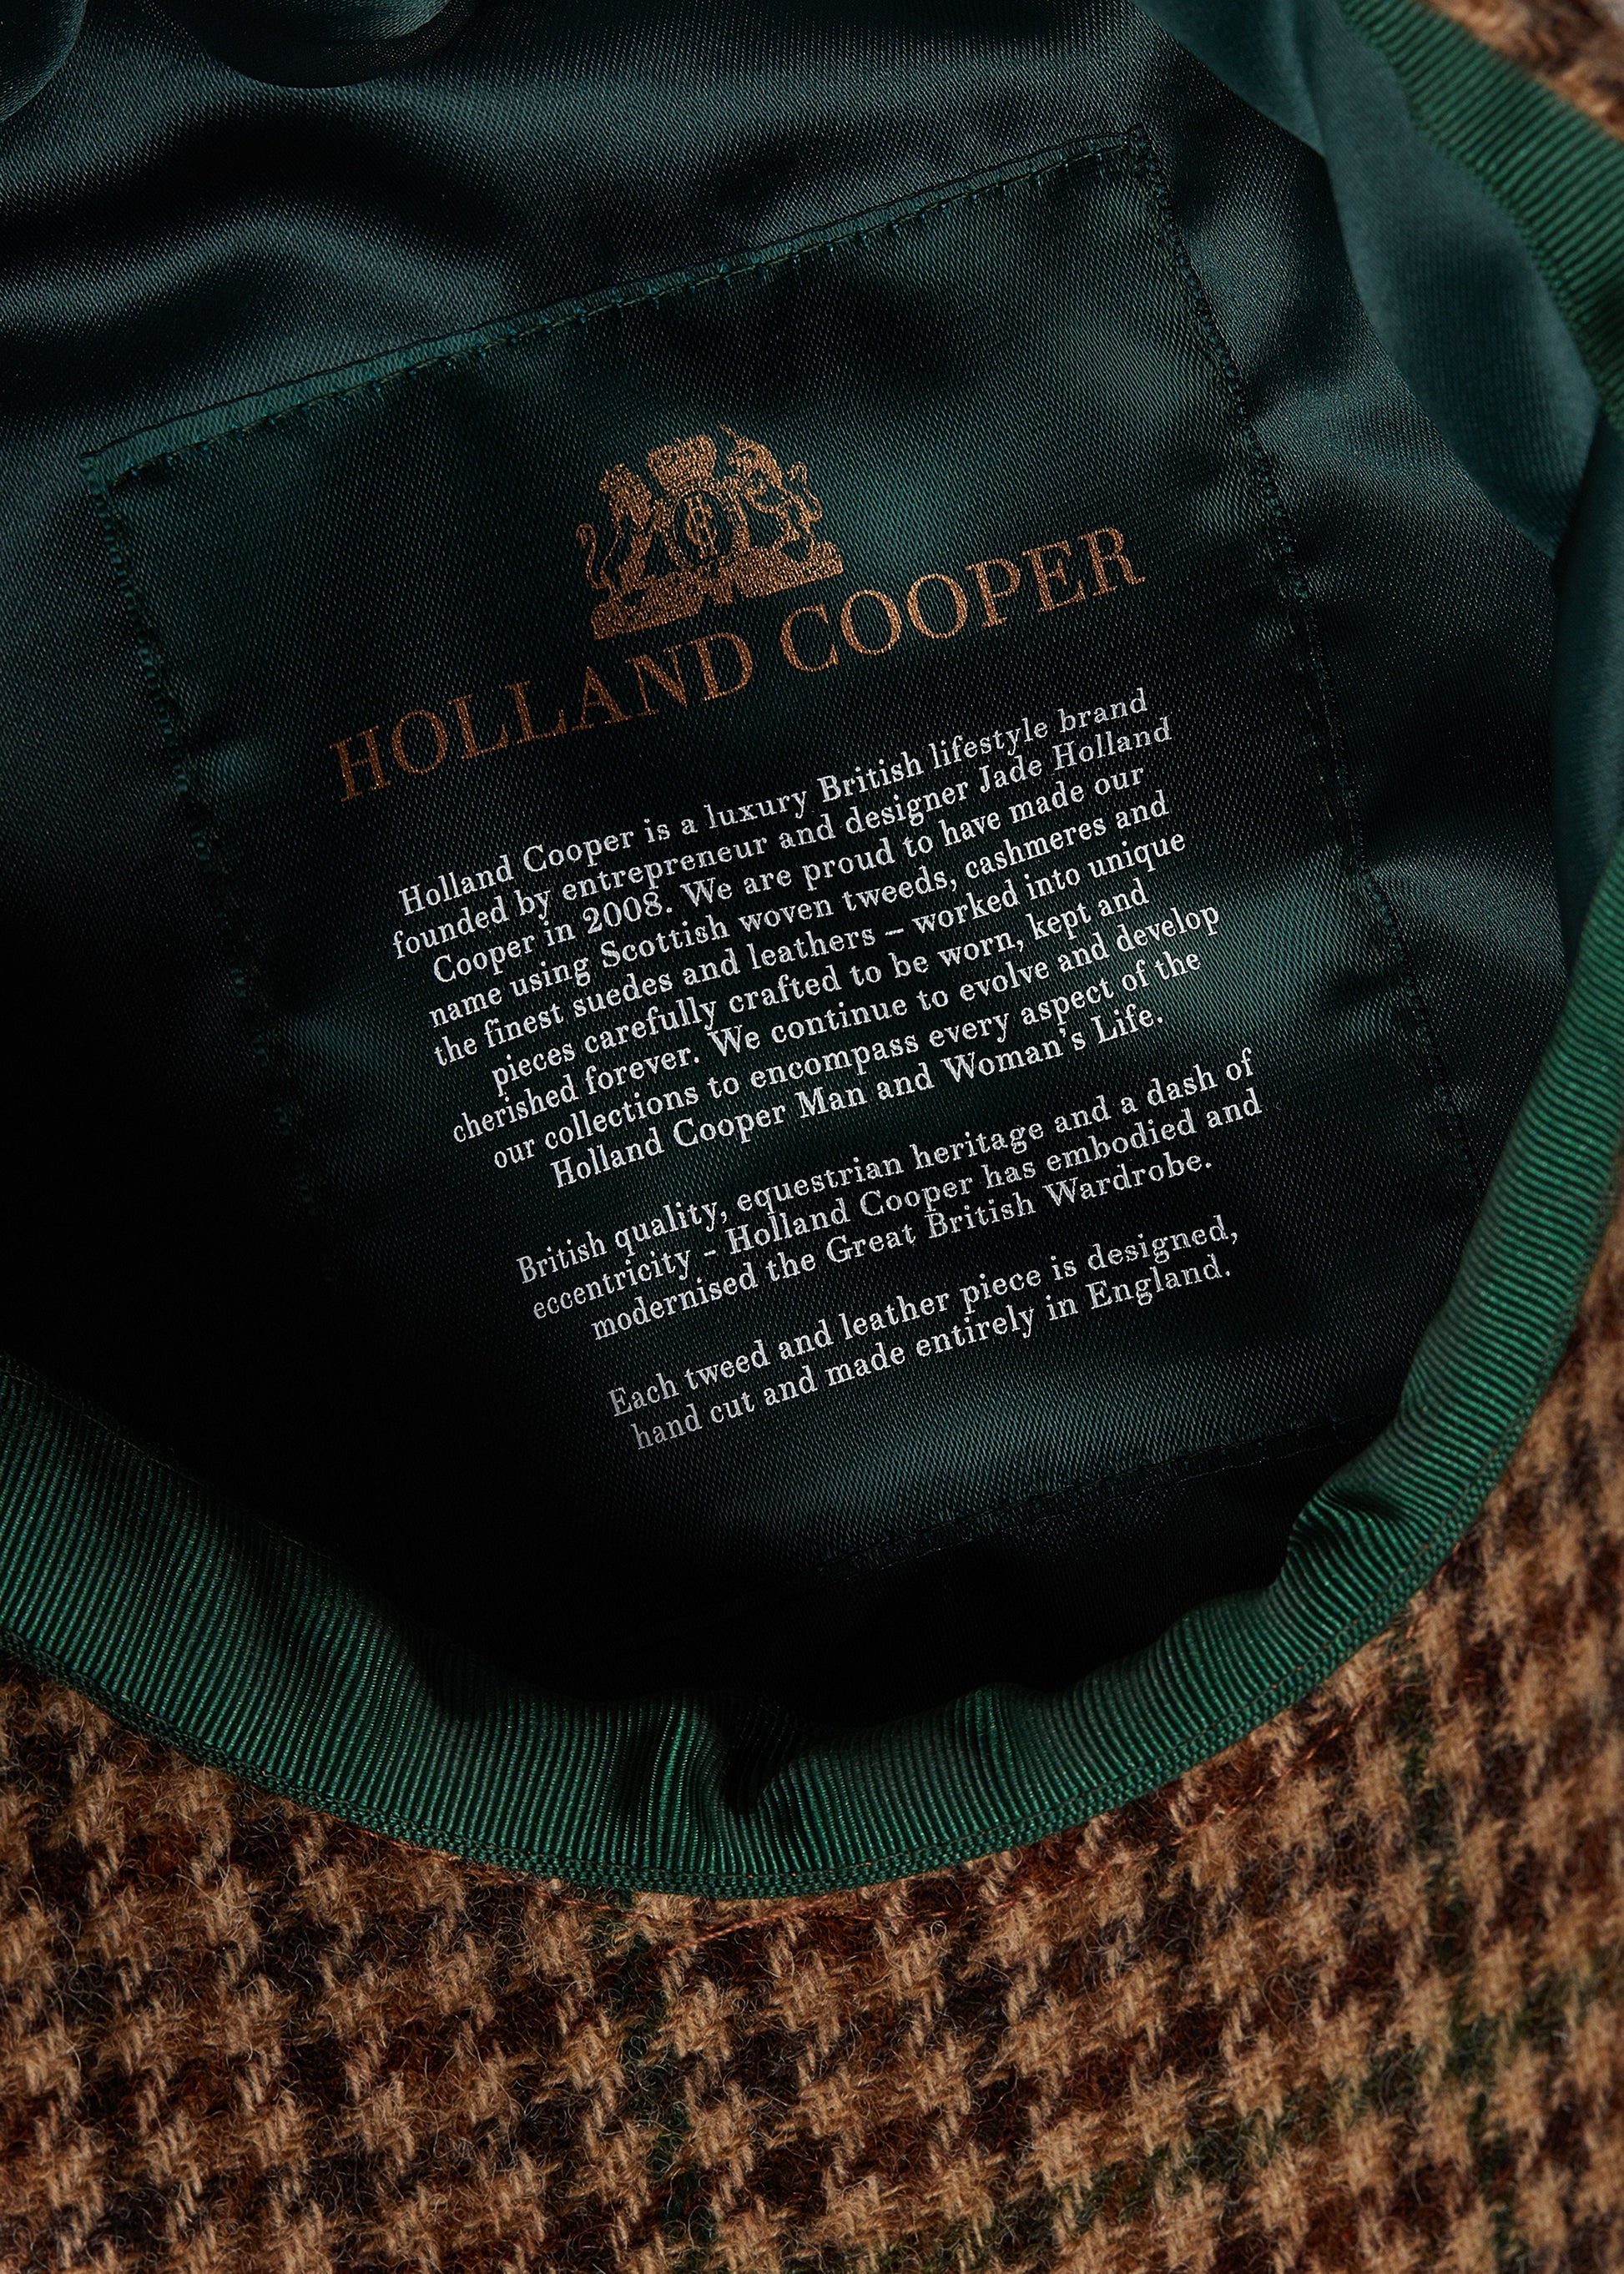 HOLLAND COOPER
Holland Cooper is a luxury British lifestyle brand
founded by entrepreneur and designer Jade Holland
Cooper in 2008. We are proud to have made our
name using Scottish woven tweeds, cashmeres and
the finest suedes and leathers – worked into unique
pieces carefully crafted to be worn, kept and
cherished forever. We continue to evolve and develop
our collections to encompass every aspect of the
Holland Cooper Man and Woman's Life.
British quality, equestrian heritage and a dash of
eccentricity - Holland Cooper has embodied and
modernised the Great British Wardrobe.
Each tweed and leather piece is designed,
hand cut and made entirely in England.